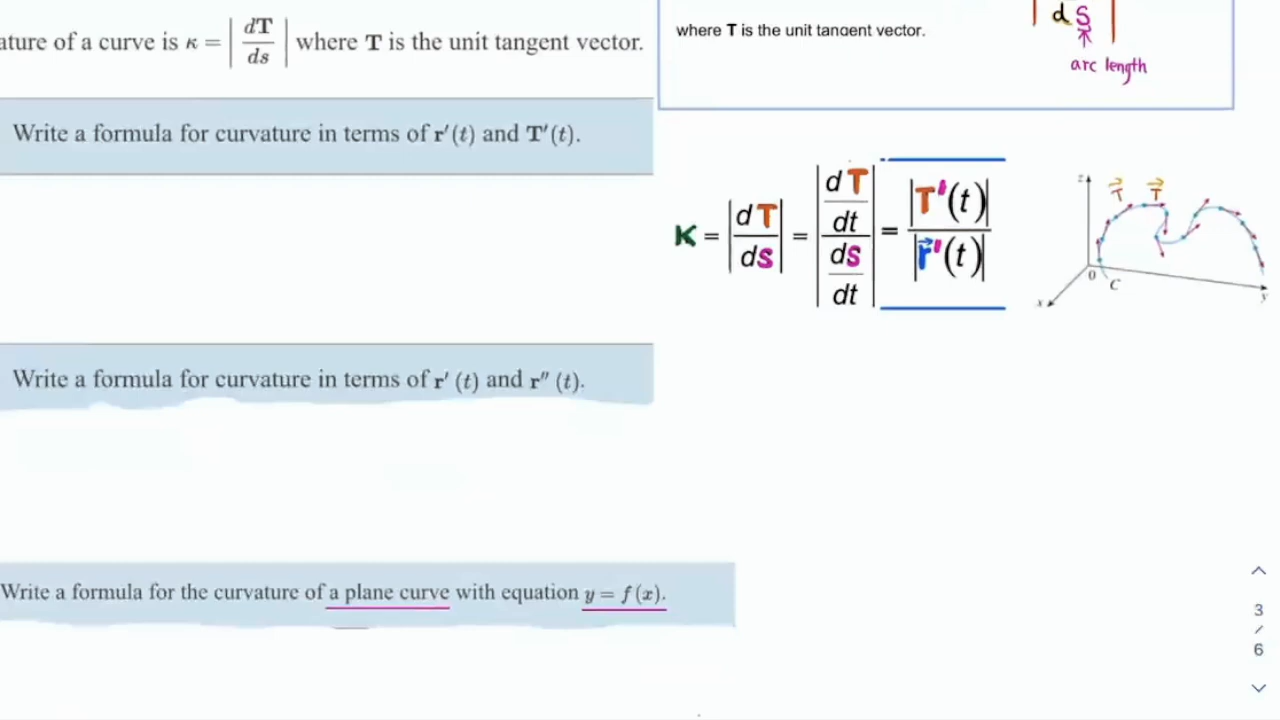 ature of a curve is κ = | dT / ds | where T is the unit tangent vector.
where T is the unit tangent vector.
d s
arc length
Write a formula for curvature in terms of r′(t) and T′(t).
K = | dT / ds | = | dT / dt / ds / dt | = |T'(t)| / |r⃗'(t)|
z
T⃗ T⃗
0
C
x
y
Write a formula for curvature in terms of r′ (t) and r″ (t).
Write a formula for the curvature of a plane curve with equation y = f(x).
3
/
6